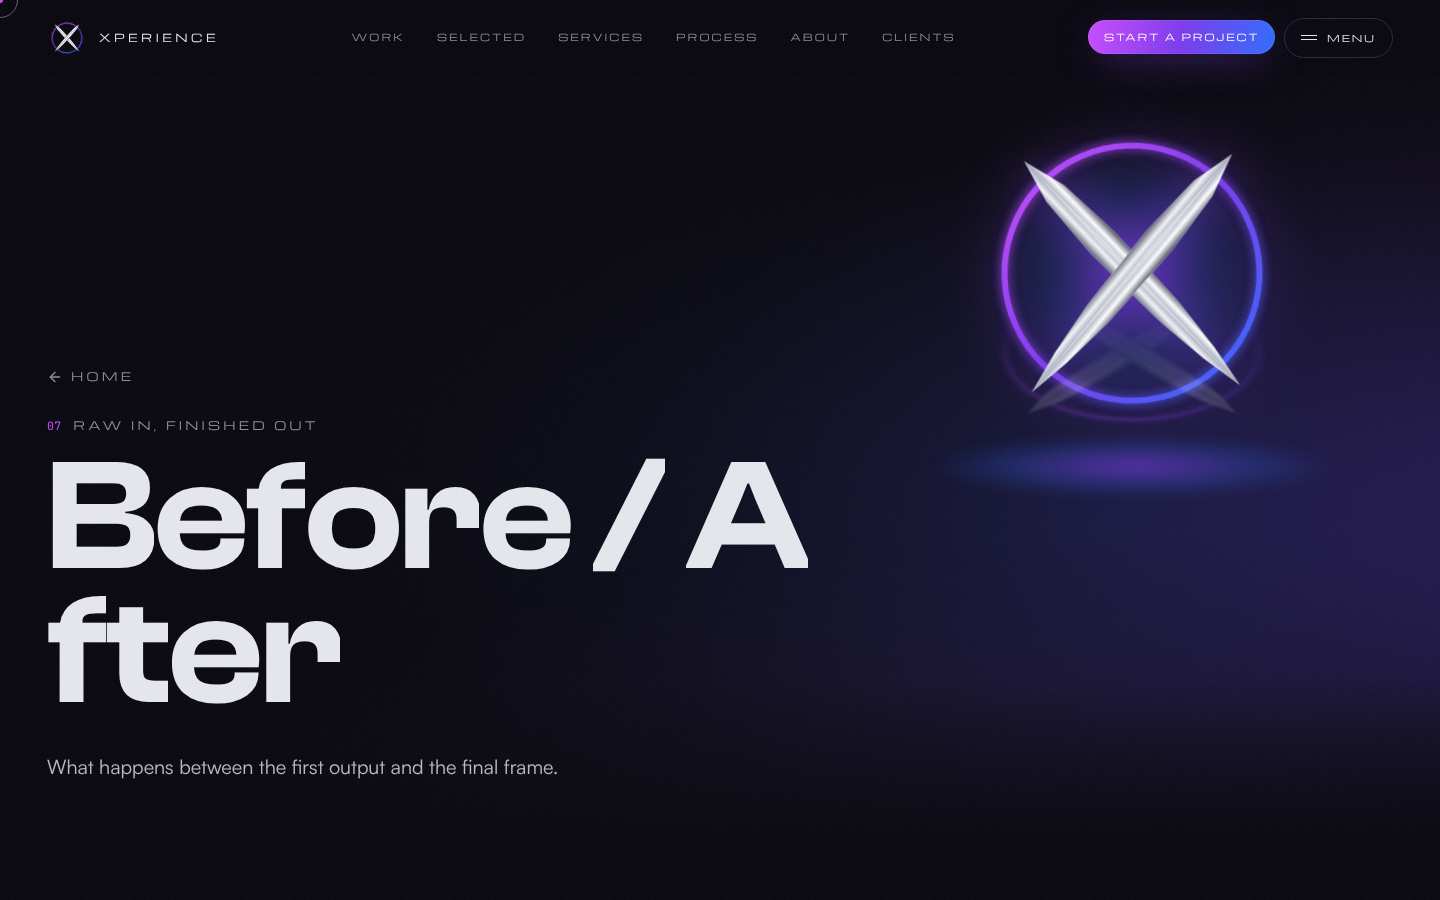 XPERIENCE
WORK SELECTED SERVICES PROCESS ABOUT CLIENTS
START A PROJECT
MENU
← HOME
07 RAW IN, FINISHED OUT
Before / A
fter
What happens between the first output and the final frame.